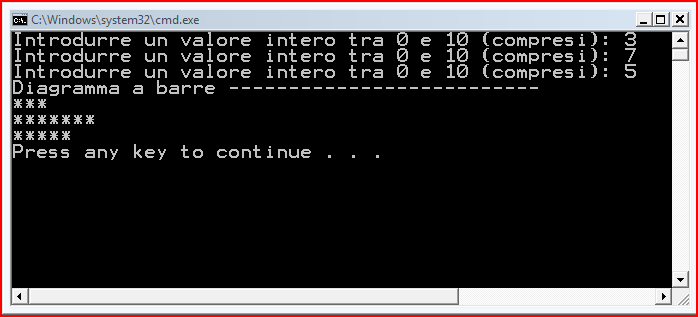 C:\Windows\system32\cmd.exe
Introdurre un valore intero tra 0 e 10 (compresi): 3
Introdurre un valore intero tra 0 e 10 (compresi): 7
Introdurre un valore intero tra 0 e 10 (compresi): 5
Diagramma a barre --------------------------
***
*******
*****
Press any key to continue . . .